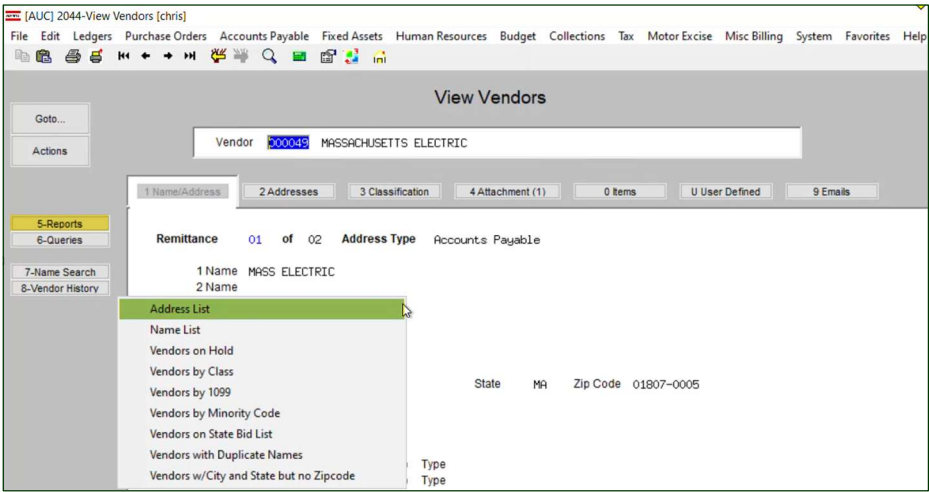 [AUC] 2044-View Vendors [chris]
File Edit Ledgers Purchase Orders Accounts Payable Fixed Assets Human Resources Budget Collections Tax Motor Excise Misc Billing System Favorites Help
View Vendors
Goto...
Actions
Vendor 000049 MASSACHUSETTS ELECTRIC
1 Name/Address 2 Addresses 3 Classification 4 Attachment (1) 0 Items U User Defined 9 Emails
5-Reports
6-Queries
7-Name Search
8-Vendor History
Remittance 01 of 02 Address Type Accounts Payable
1 Name MASS ELECTRIC
2 Name
Address List
Name List
Vendors on Hold
Vendors by Class
Vendors by 1099
Vendors by Minority Code
Vendors on State Bid List
Vendors with Duplicate Names
Vendors w/City and State but no Zipcode
State MA Zip Code 01807-0005
Type
Type